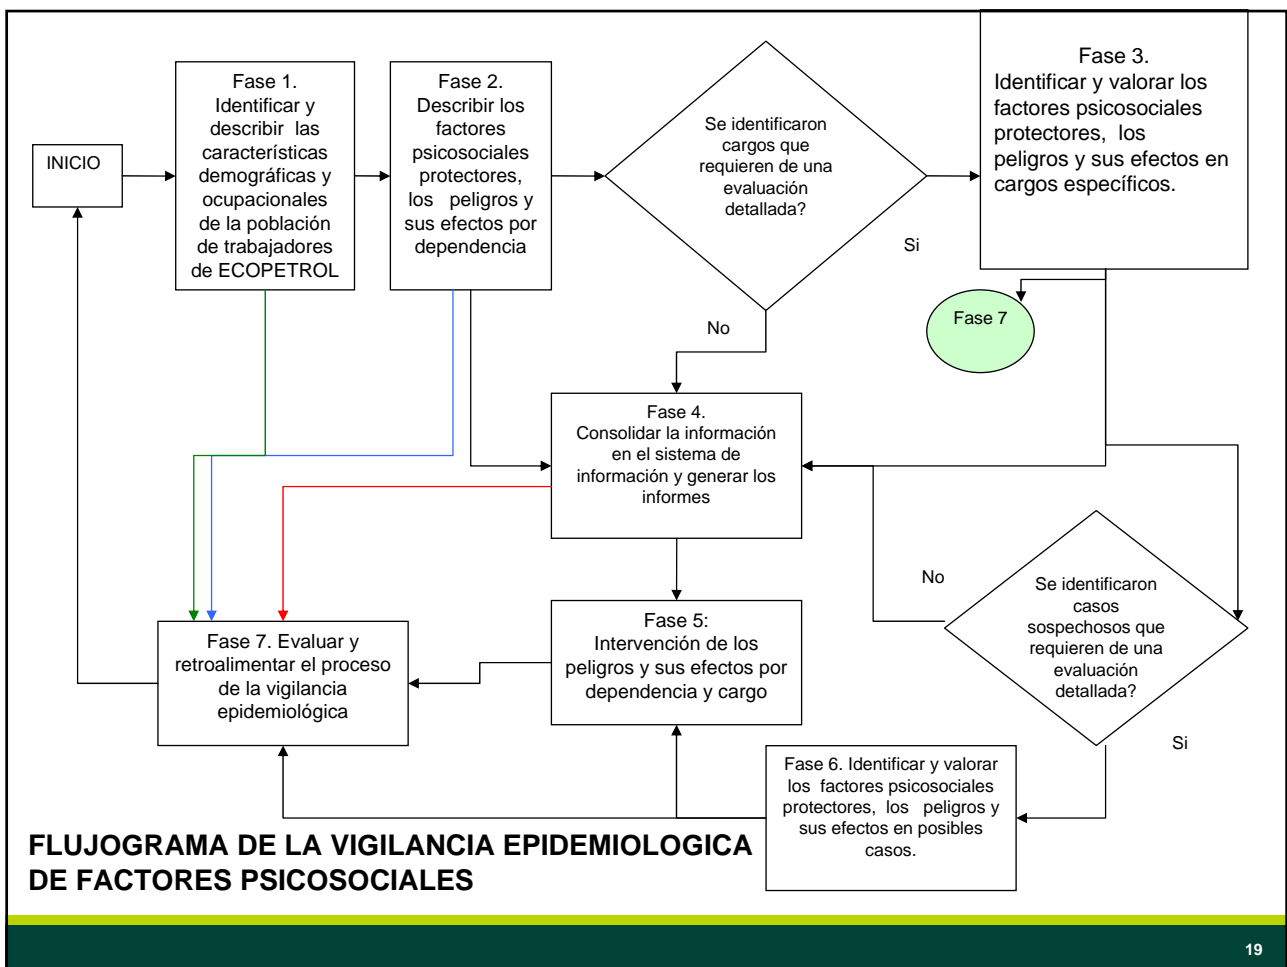 INICIO
Fase 1.
Identificar y
describir las
características
demográficas y
ocupacionales
de la población
de trabajadores
de ECOPETROL
Fase 2.
Describir los
factores
psicosociales
protectores,
los peligros y
sus efectos por
dependencia
Se identificaron
cargos que
requieren de una
evaluación
detallada?
Si
No
Fase 3.
Identificar y valorar los
factores psicosociales
protectores, los
peligros y sus efectos en
cargos específicos.
Fase 7
Fase 4.
Consolidar la información
en el sistema de
información y generar los
informes
No
Se identificaron
casos
sospechosos que
requieren de una
evaluación
detallada?
Si
Fase 5:
Intervención de los
peligros y sus efectos por
dependencia y cargo
Fase 7. Evaluar y
retroalimentar el proceso
de la vigilancia
epidemiológica
Fase 6. Identificar y valorar
los factores psicosociales
protectores, los peligros y
sus efectos en posibles
casos.
FLUJOGRAMA DE LA VIGILANCIA EPIDEMIOLOGICA
DE FACTORES PSICOSOCIALES
19